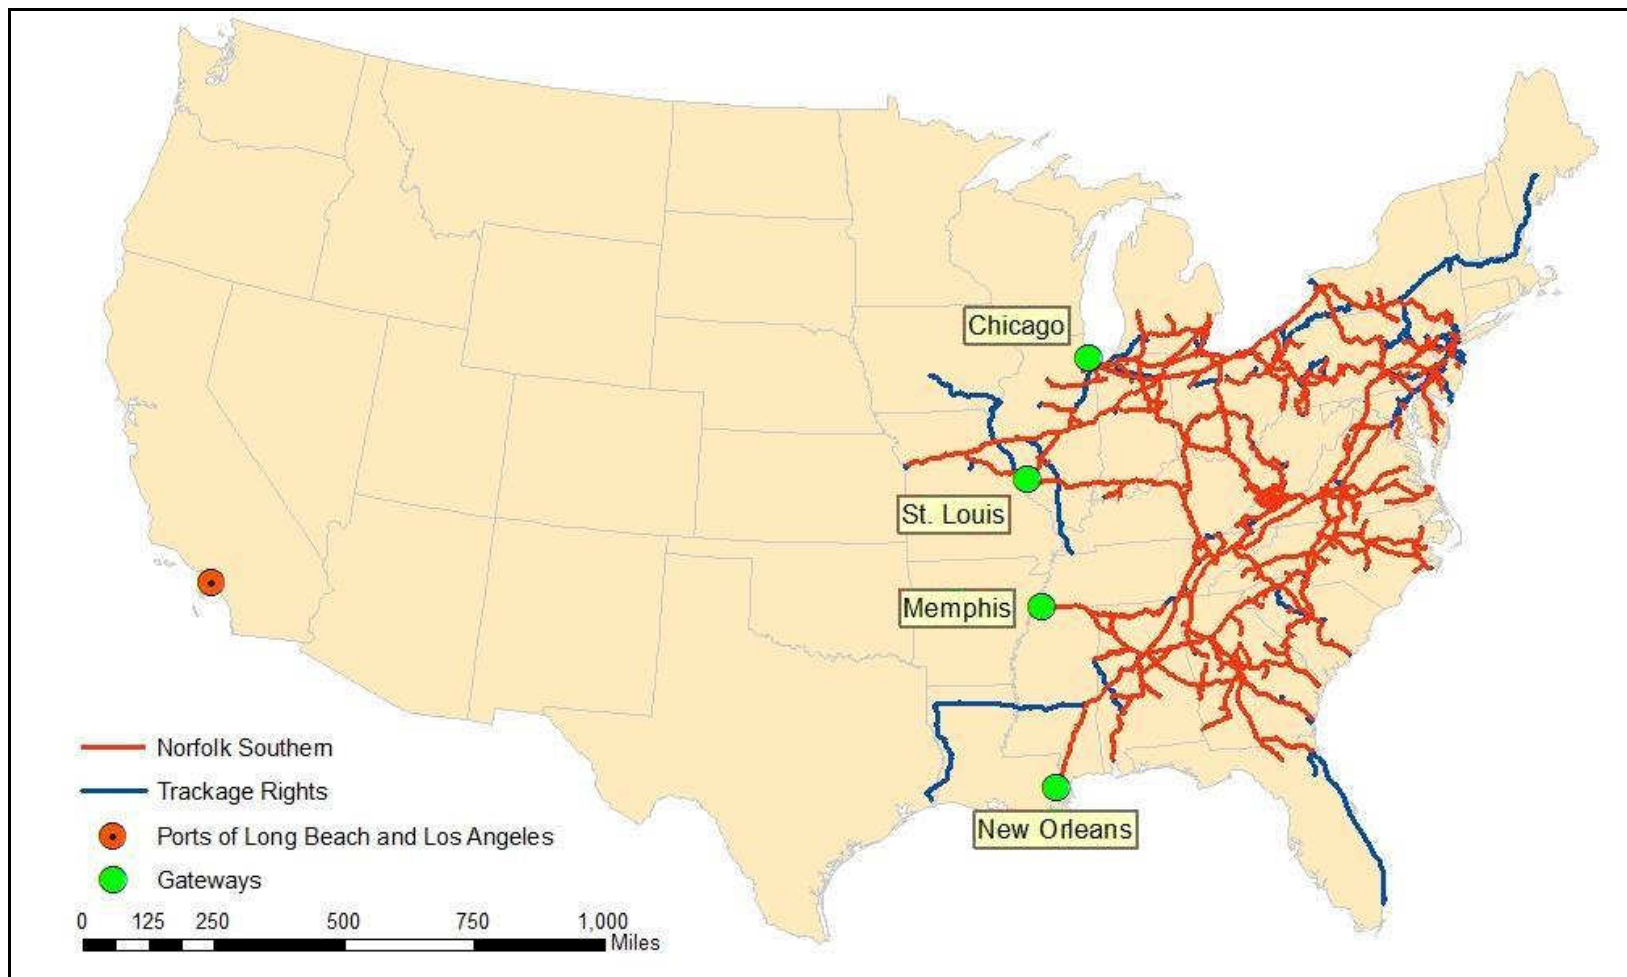 Chicago
St. Louis
Memphis
New Orleans
Norfolk Southern
Trackage Rights
Ports of Long Beach and Los Angeles
Gateways
0 125 250 500 750 1,000
Miles